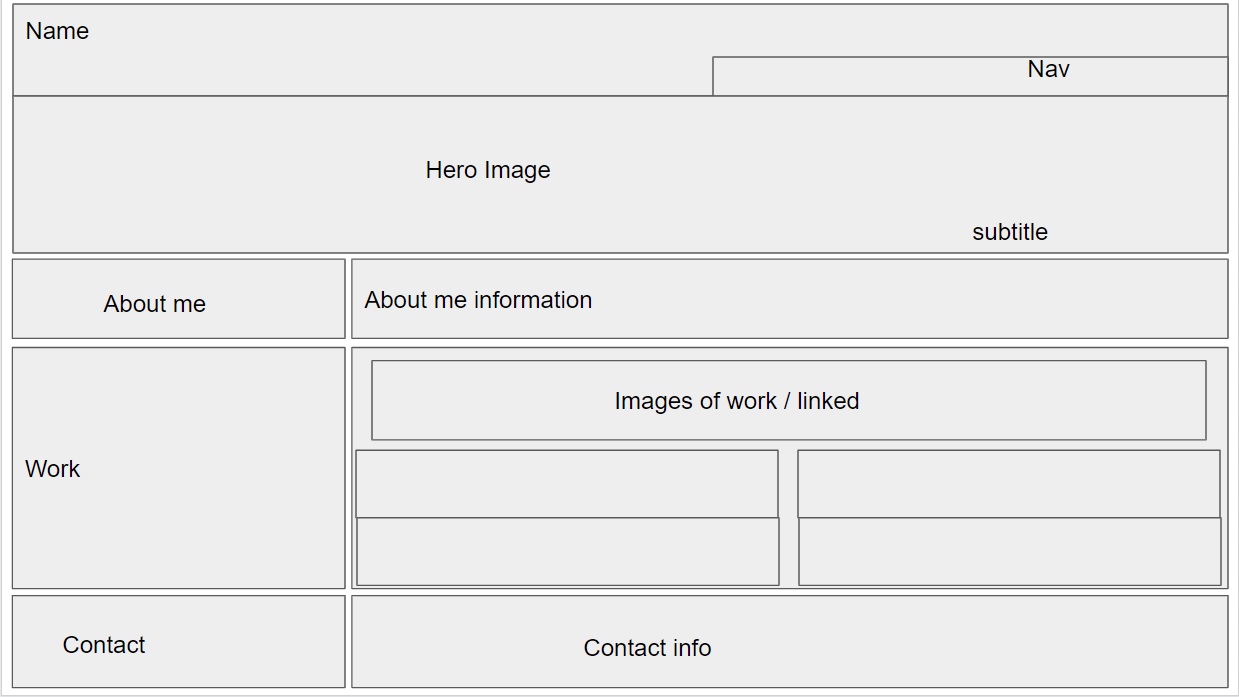 Name
Nav
Hero Image
subtitle
About me
About me information
Images of work / linked
Work
Contact
Contact info